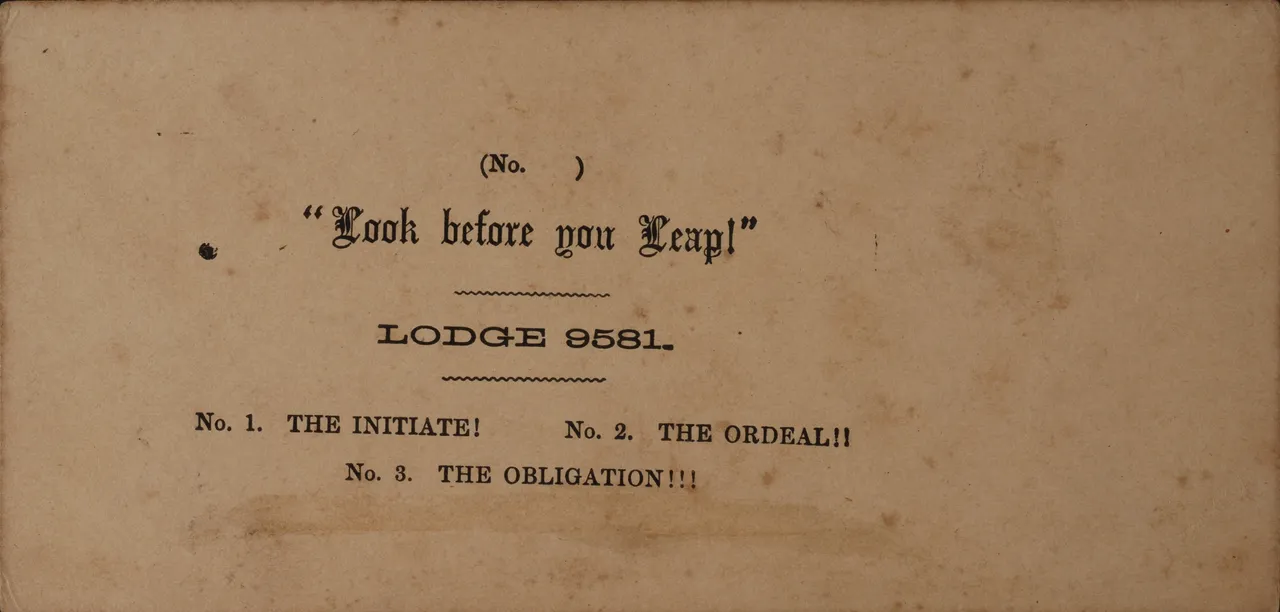 (No. )
"Look before you Leap!"
LODGE 9581.
No. 1. THE INITIATE! No. 2. THE ORDEAL!!
No. 3. THE OBLIGATION!!!